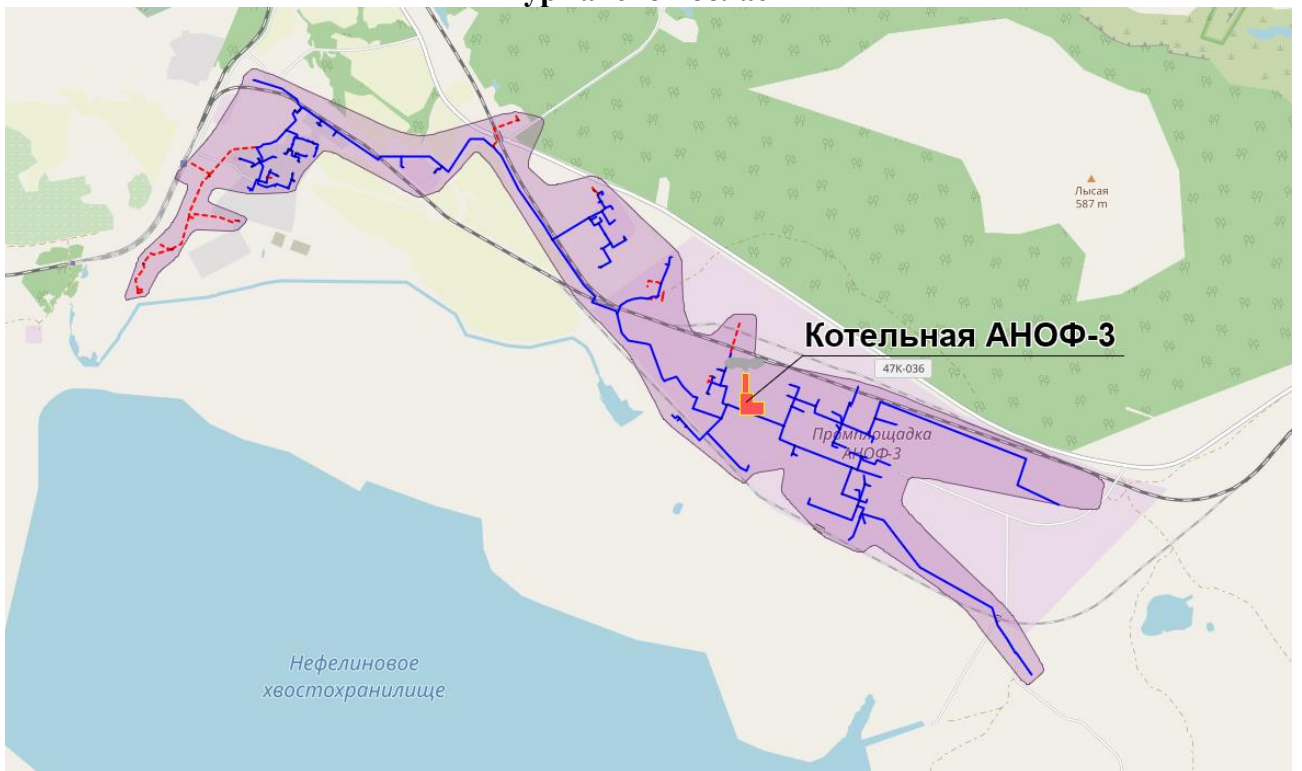 Лысая
587 m
Котельная АНОФ-3
47К-036
Промплощадка
АНОФ-3
Нефелиновое
хвостохранилище